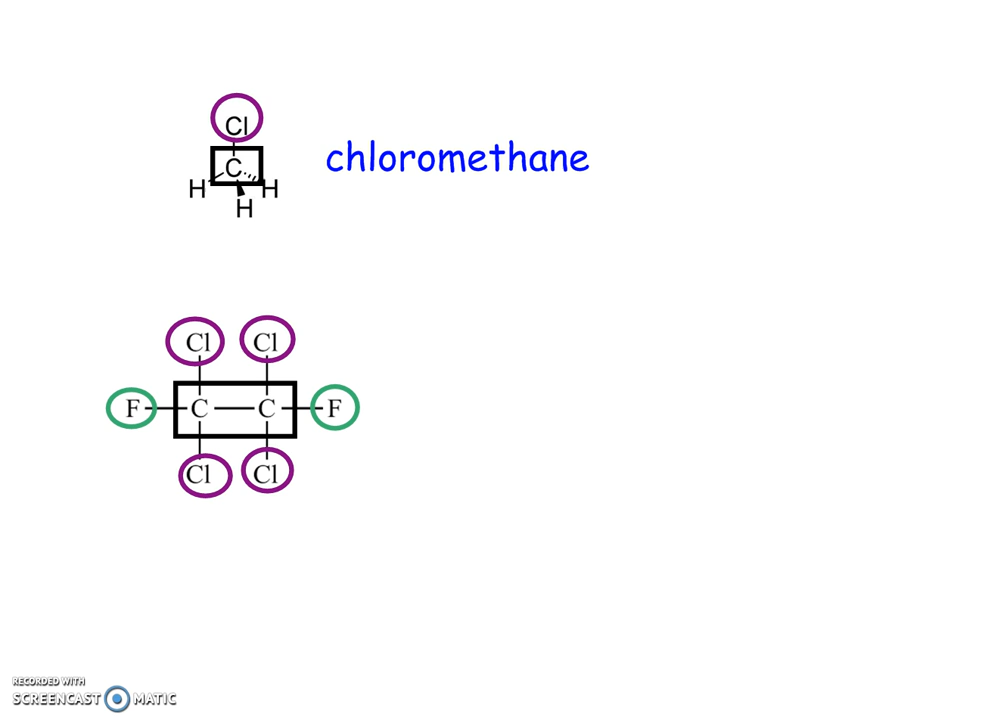 Cl
C
chloromethane
H
H
H
Cl
Cl
F
C
C
F
Cl
Cl
RECORDED WITH
SCREENCAST MATIC